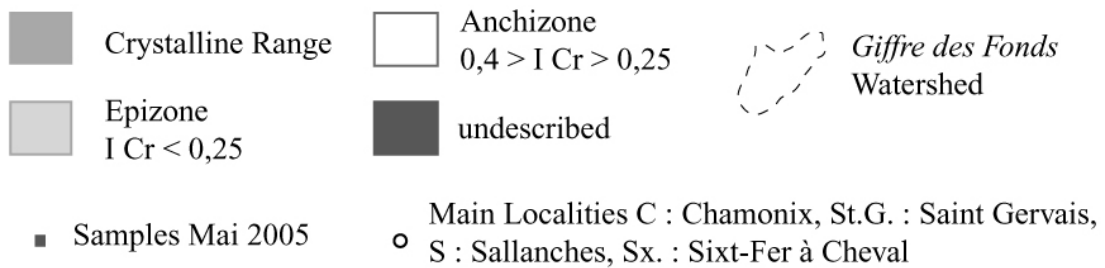 Crystalline Range
Anchizone
0,4 > I Cr > 0,25
Giffre des Fonds
Watershed
Epizone
I Cr < 0,25
undescribed
Samples Mai 2005
Main Localities C : Chamonix, St.G. : Saint Gervais,
S : Sallanches, Sx. : Sixt-Fer à Cheval